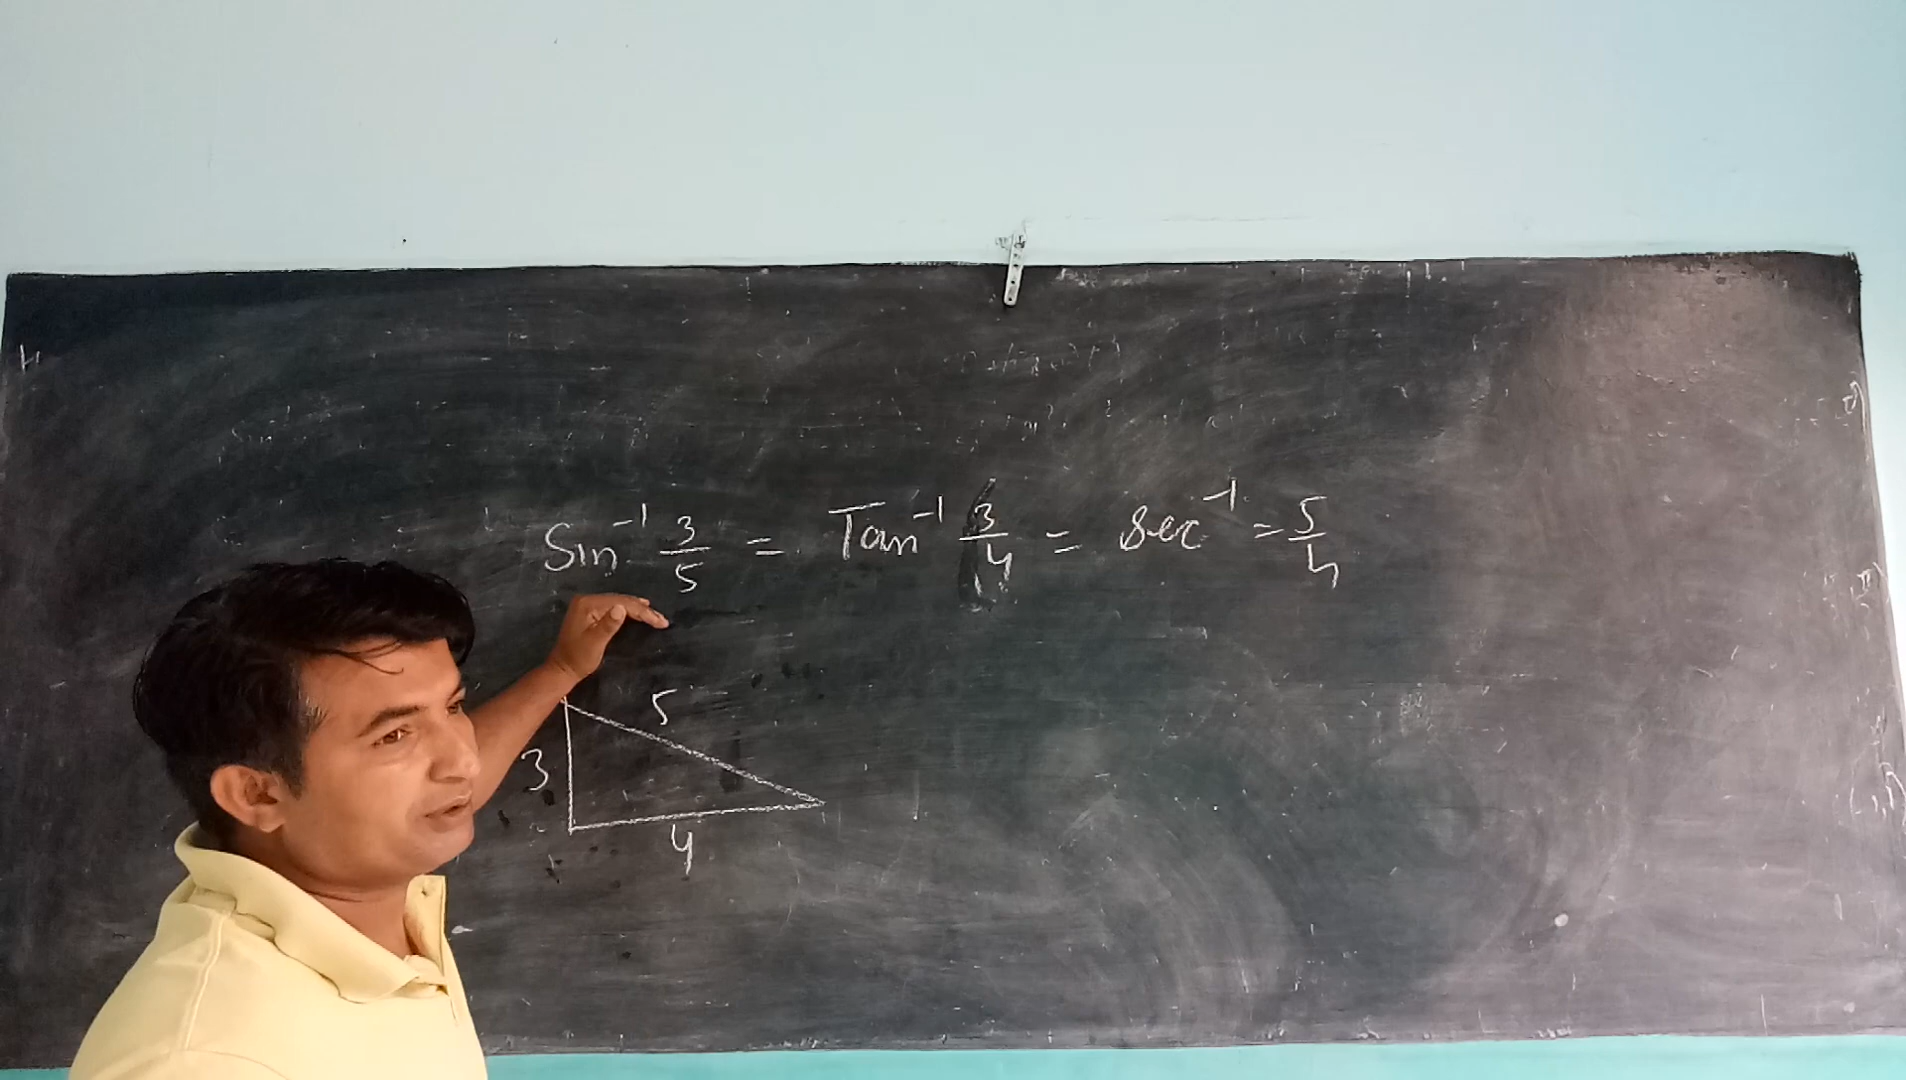 Sin⁻¹ 3/5 = Tan⁻¹ 3/4 = Sec⁻¹ = 5/4
5
3
4